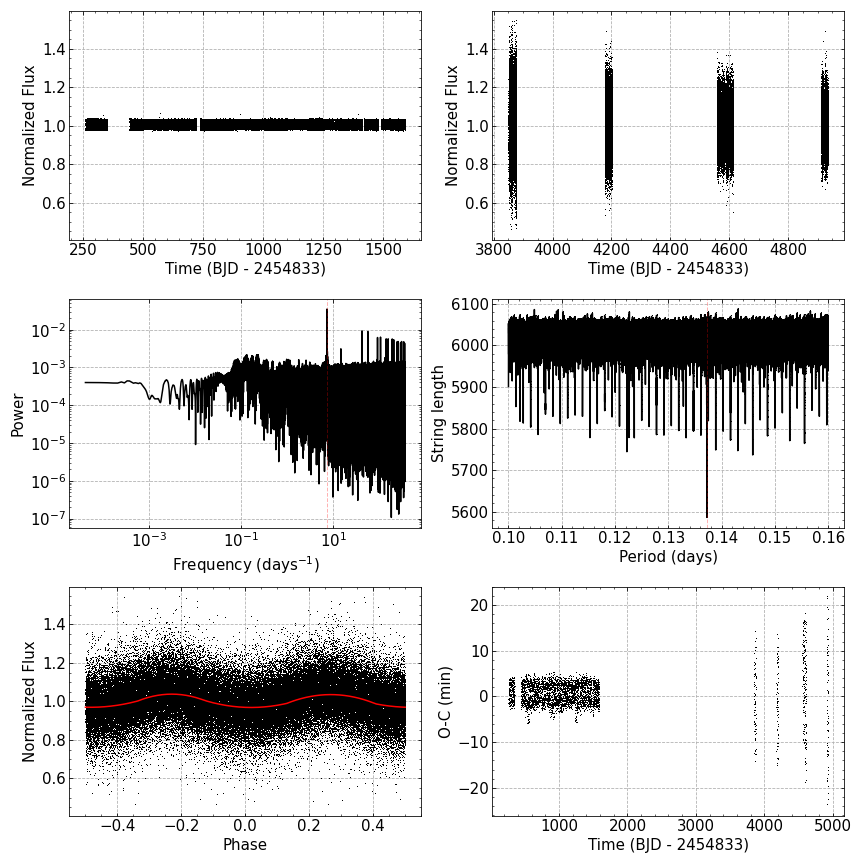 1.4
1.2
1.0
0.8
0.6
Normalized Flux
250 500 750 1000 1250 1500
Time (BJD - 2454833)
1.4
1.2
1.0
0.8
0.6
Normalized Flux
3800 4000 4200 4400 4600 4800
Time (BJD - 2454833)
10⁻²
10⁻³
10⁻⁴
10⁻⁵
10⁻⁶
10⁻⁷
Power
10⁻³ 10⁻¹ 10¹
Frequency (days⁻¹)
6100
6000
5900
5800
5700
5600
String length
0.10 0.11 0.12 0.13 0.14 0.15 0.16
Period (days)
1.4
1.2
1.0
0.8
0.6
Normalized Flux
−0.4 −0.2 0.0 0.2 0.4
Phase
20
10
0
−10
−20
O-C (min)
1000 2000 3000 4000 5000
Time (BJD - 2454833)